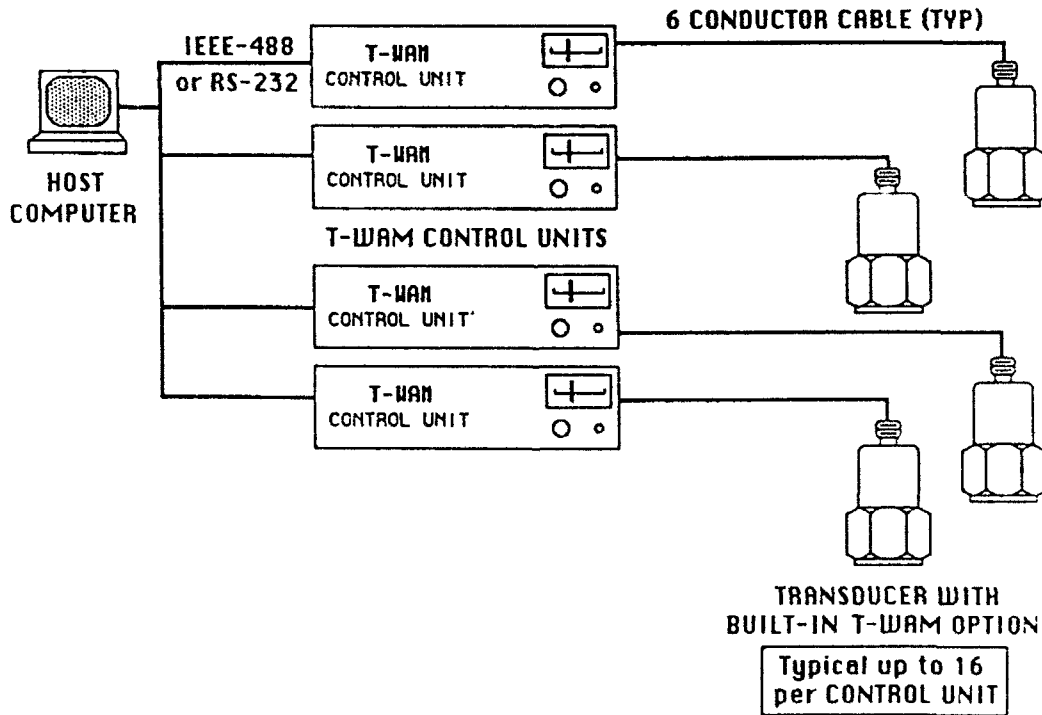 6 CONDUCTOR CABLE (TYP)
IEEE-488
or RS-232
T-WAM
CONTROL UNIT
T-WAM
CONTROL UNIT
HOST
COMPUTER
T-WAM CONTROL UNITS
T-WAM
CONTROL UNIT
T-WAM
CONTROL UNIT
TRANSDUCER WITH
BUILT-IN T-WAM OPTION
Typical up to 16
per CONTROL UNIT